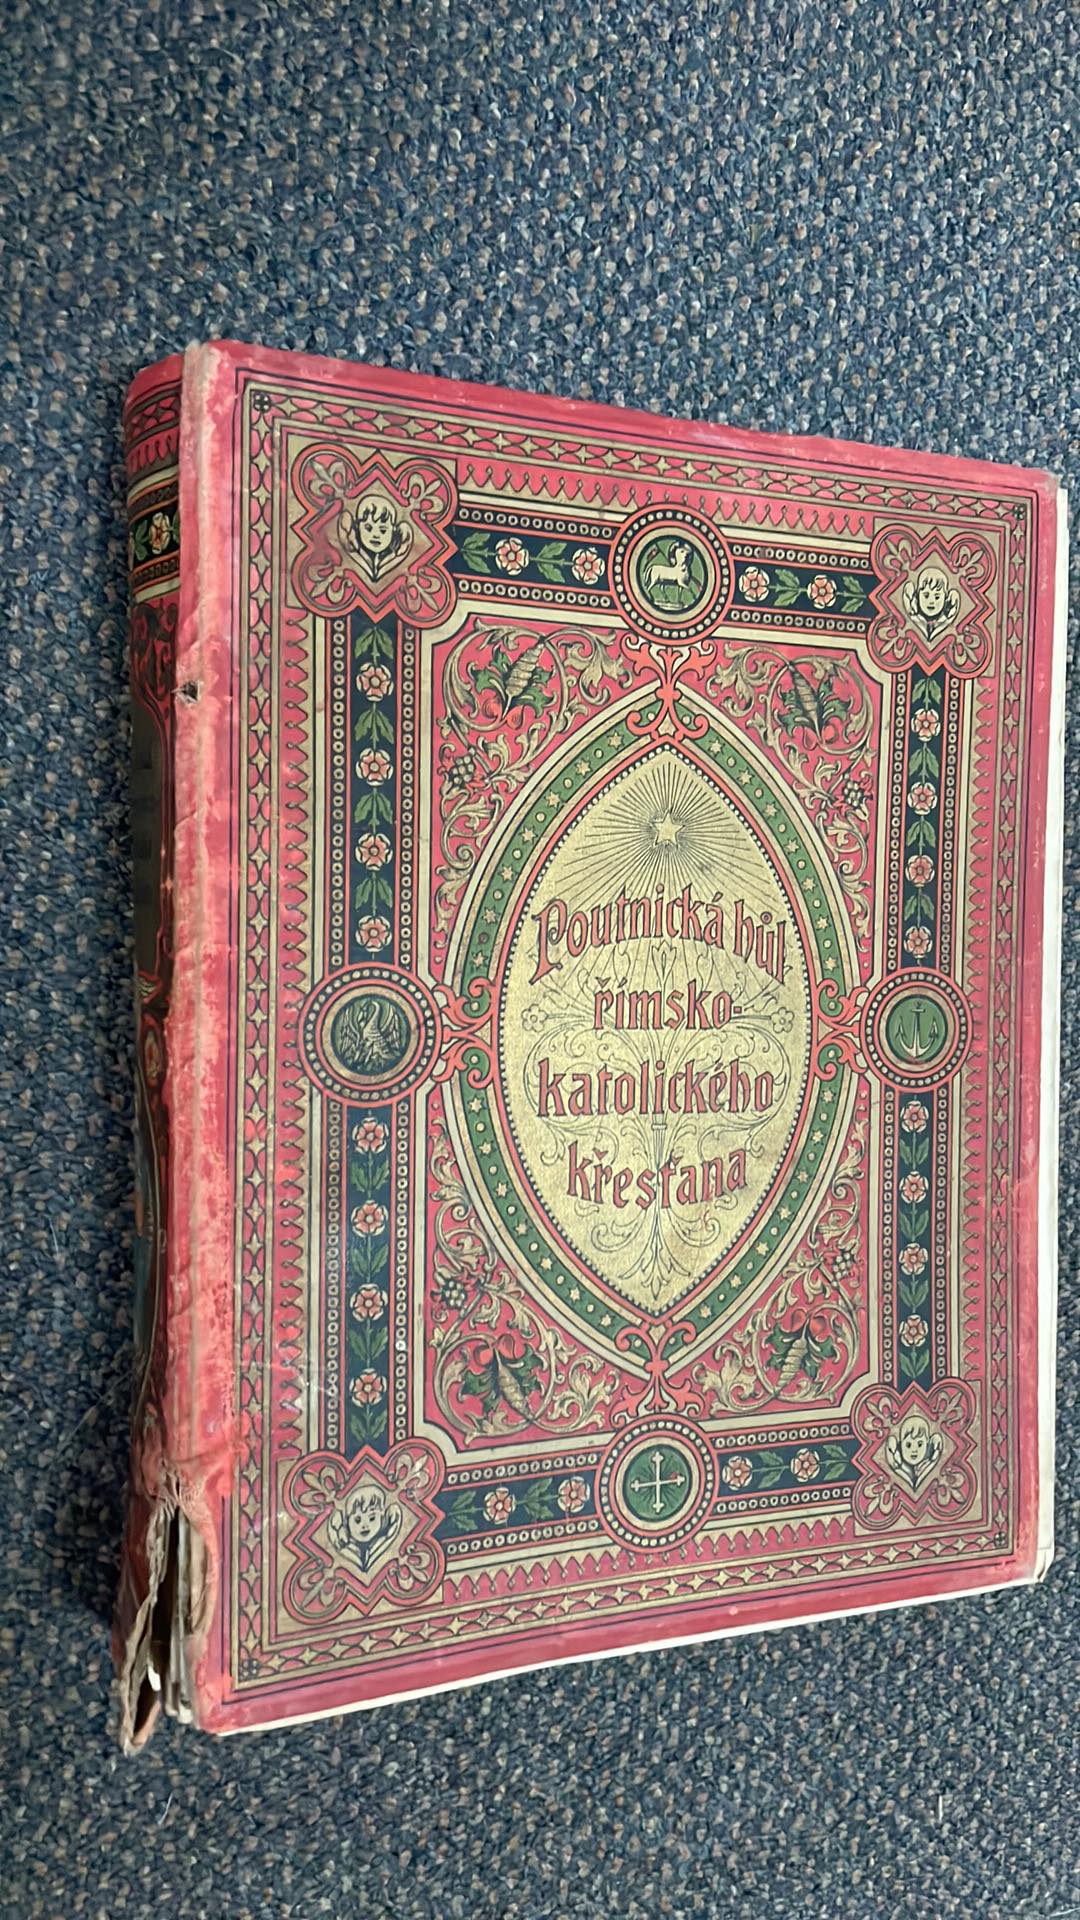 Poutnická hůl
římsko-
katolického
křesťana